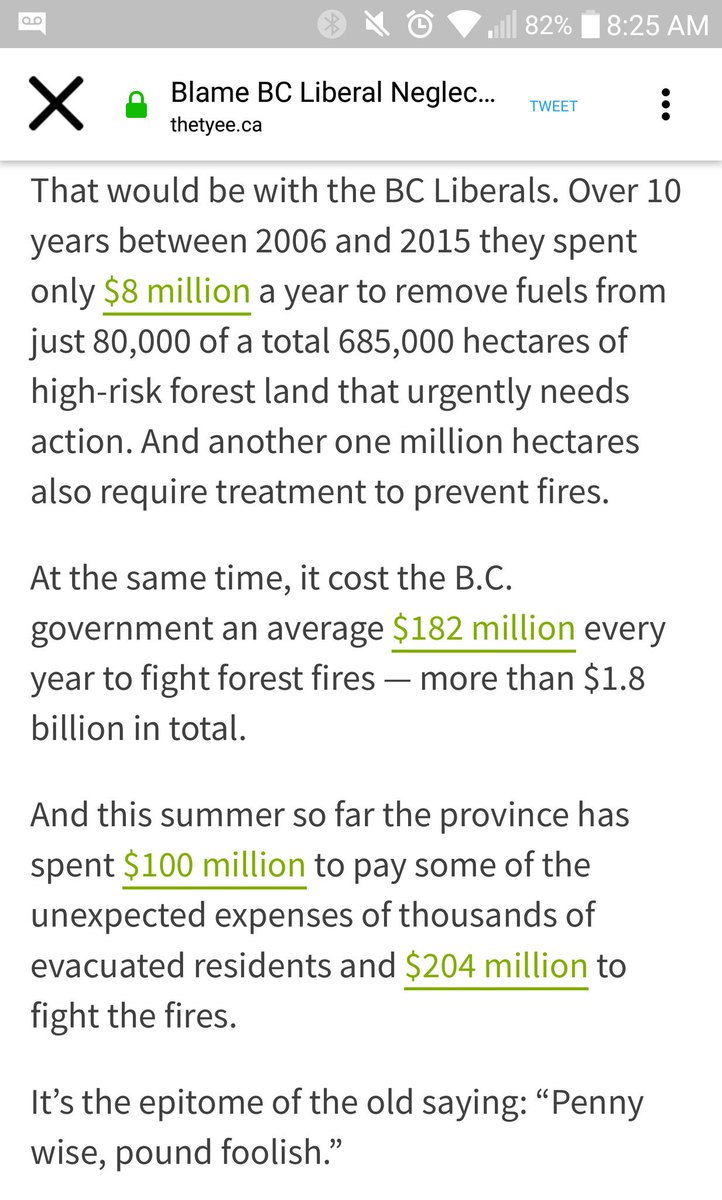 82% 8:25 AM
Blame BC Liberal Neglec...
TWEET
thetyee.ca
That would be with the BC Liberals. Over 10
years between 2006 and 2015 they spent
only $8 million a year to remove fuels from
just 80,000 of a total 685,000 hectares of
high-risk forest land that urgently needs
action. And another one million hectares
also require treatment to prevent fires.
At the same time, it cost the B.C.
government an average $182 million every
year to fight forest fires — more than $1.8
billion in total.
And this summer so far the province has
spent $100 million to pay some of the
unexpected expenses of thousands of
evacuated residents and $204 million to
fight the fires.
It’s the epitome of the old saying: “Penny
wise, pound foolish.”